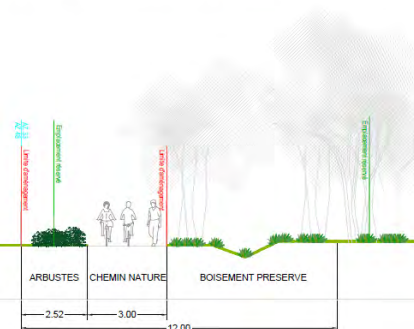 Limite d'aménagement
Emplacement réservé
Limite d'aménagement
Emplacement réservé
ARBUSTES
CHEMIN NATURE
BOISEMENT PRESERVE
2.52
3.00
12.00